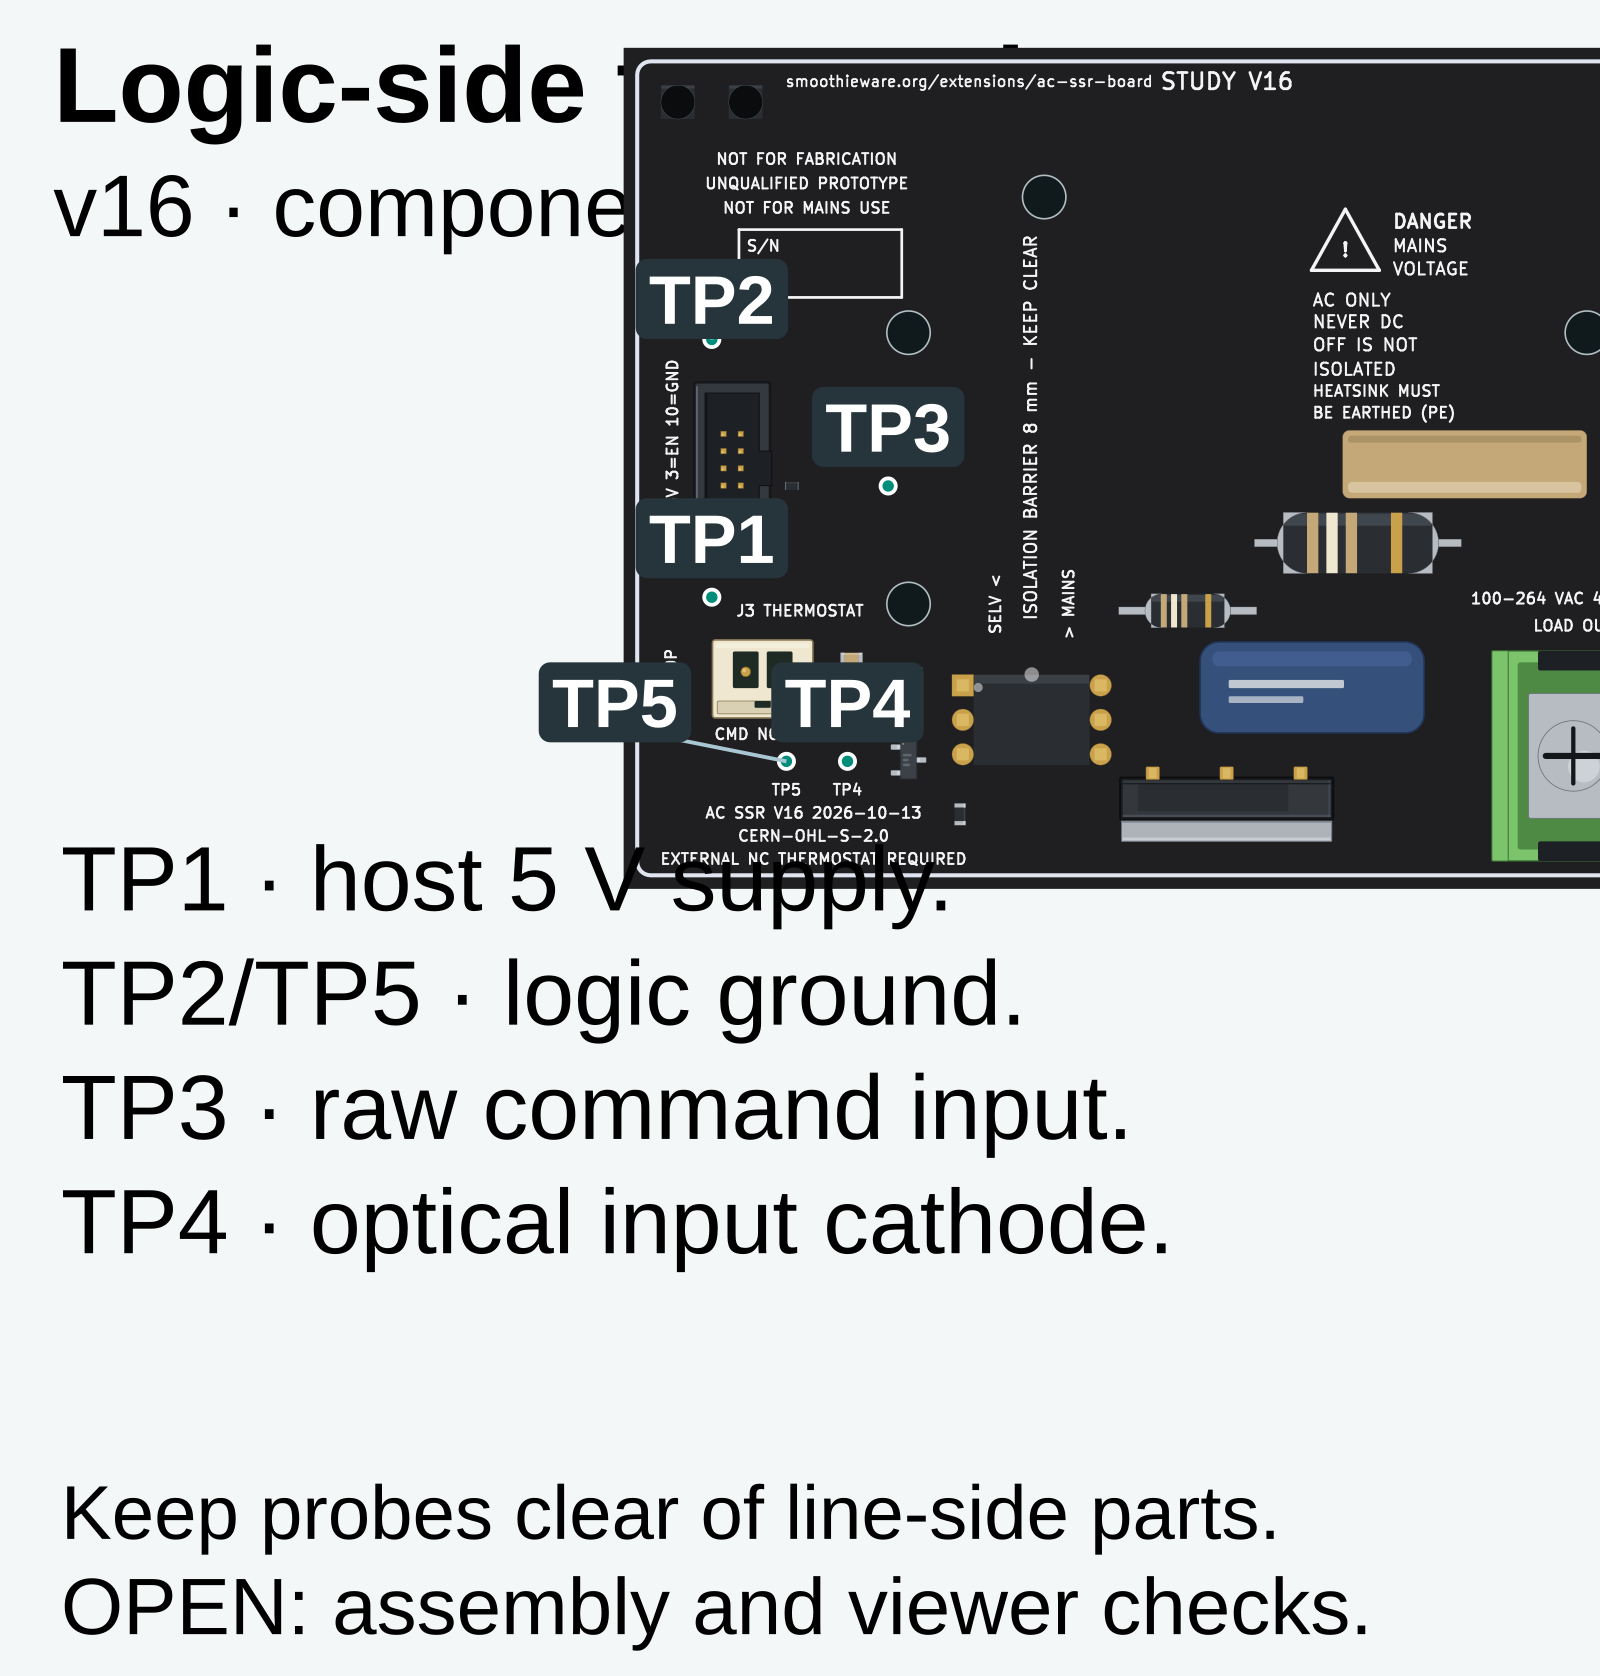 Logic-side
v16 · compone
smoothieware.org/extensions/ac-ssr-board STUDY V16
NOT FOR FABRICATION
UNQUALIFIED PROTOTYPE
NOT FOR MAINS USE
S/N
TP2
DANGER
MAINS
VOLTAGE
!
AC ONLY
NEVER DC
OFF IS NOT
ISOLATED
HEATSINK MUST
BE EARTHED (PE)
ISOLATION BARRIER 8 mm – KEEP CLEAR
V 3=EN 10=GND
TP3
TP1
SELV <
> MAINS
J3 THERMOSTAT
100-264 VAC
LOAD
TP5
TP4
CMD
TP5 TP4
AC SSR V16 2026-10-13
CERN-OHL-S-2.0
EXTERNAL NC THERMOSTAT REQUIRED
TP1 · host 5 V supply.
TP2/TP5 · logic ground.
TP3 · raw command input.
TP4 · optical input cathode.
Keep probes clear of line-side parts.
OPEN: assembly and viewer checks.